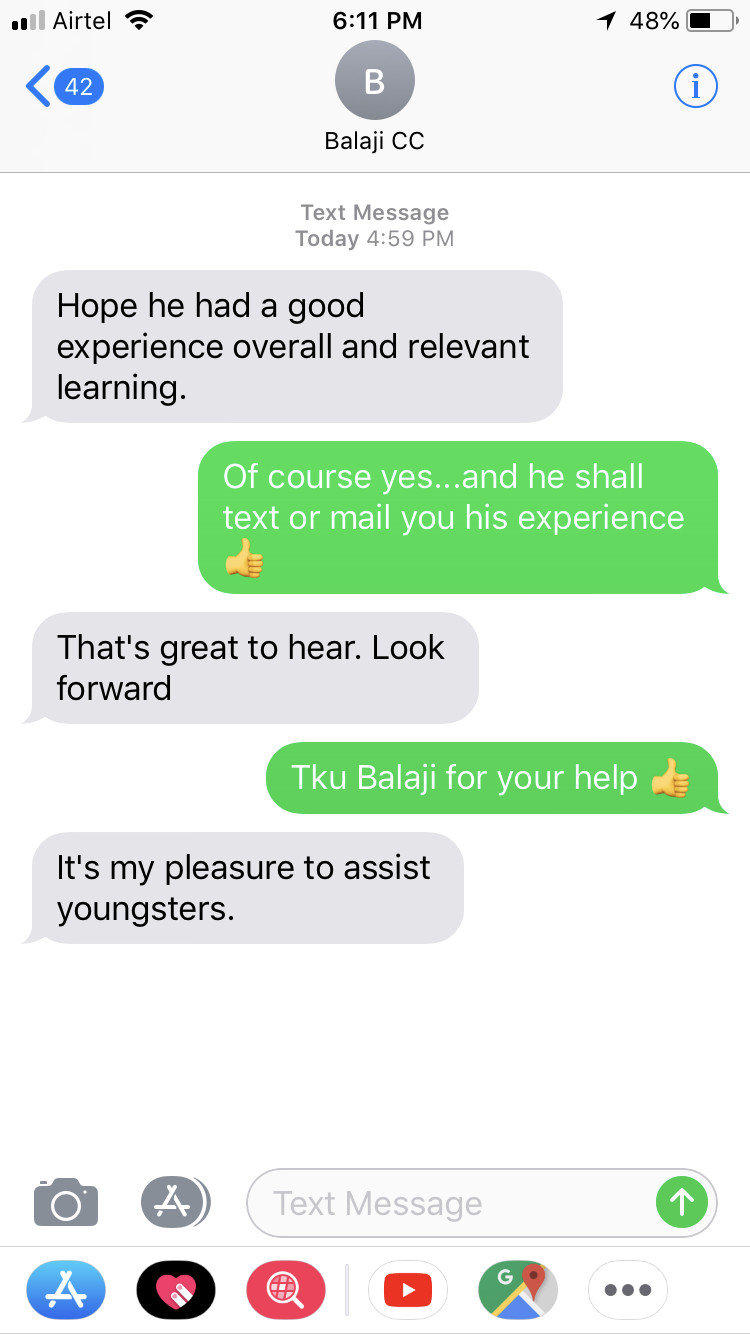 Airtel 6:11 PM 48%
42
B
Balaji CC
Text Message
Today 4:59 PM
Hope he had a good
experience overall and relevant
learning.
Of course yes...and he shall
text or mail you his experience
👍
That's great to hear. Look
forward
Tku Balaji for your help 👍
It's my pleasure to assist
youngsters.
Text Message
G